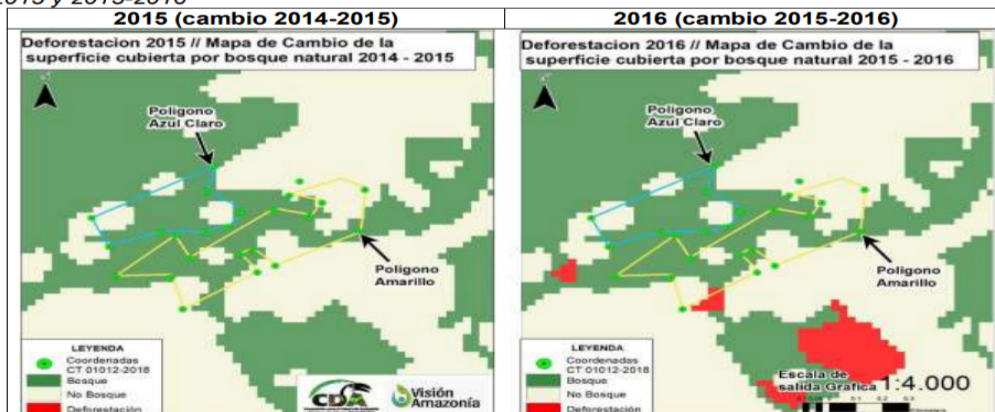 2015 (cambio 2014-2015)
Deforestacion 2015 // Mapa de Cambio de la
superficie cubierta por bosque natural 2014 - 2015
Poligono
Azul Claro
Poligono
Amarillo
LEYENDA
Coordenadas
CT 01012-2018
Bosque
No Bosque
Deforestación
CDA
Visión
Amazonía
2016 (cambio 2015-2016)
Deforestacion 2016 // Mapa de Cambio de la
superficie cubierta por bosque natural 2015 - 2016
Poligono
Azul Claro
Poligono
Amarillo
LEYENDA
Coordenadas
CT 01012-2018
Bosque
No Bosque
Deforestación
Escala de
salida Grafica 1:4.000